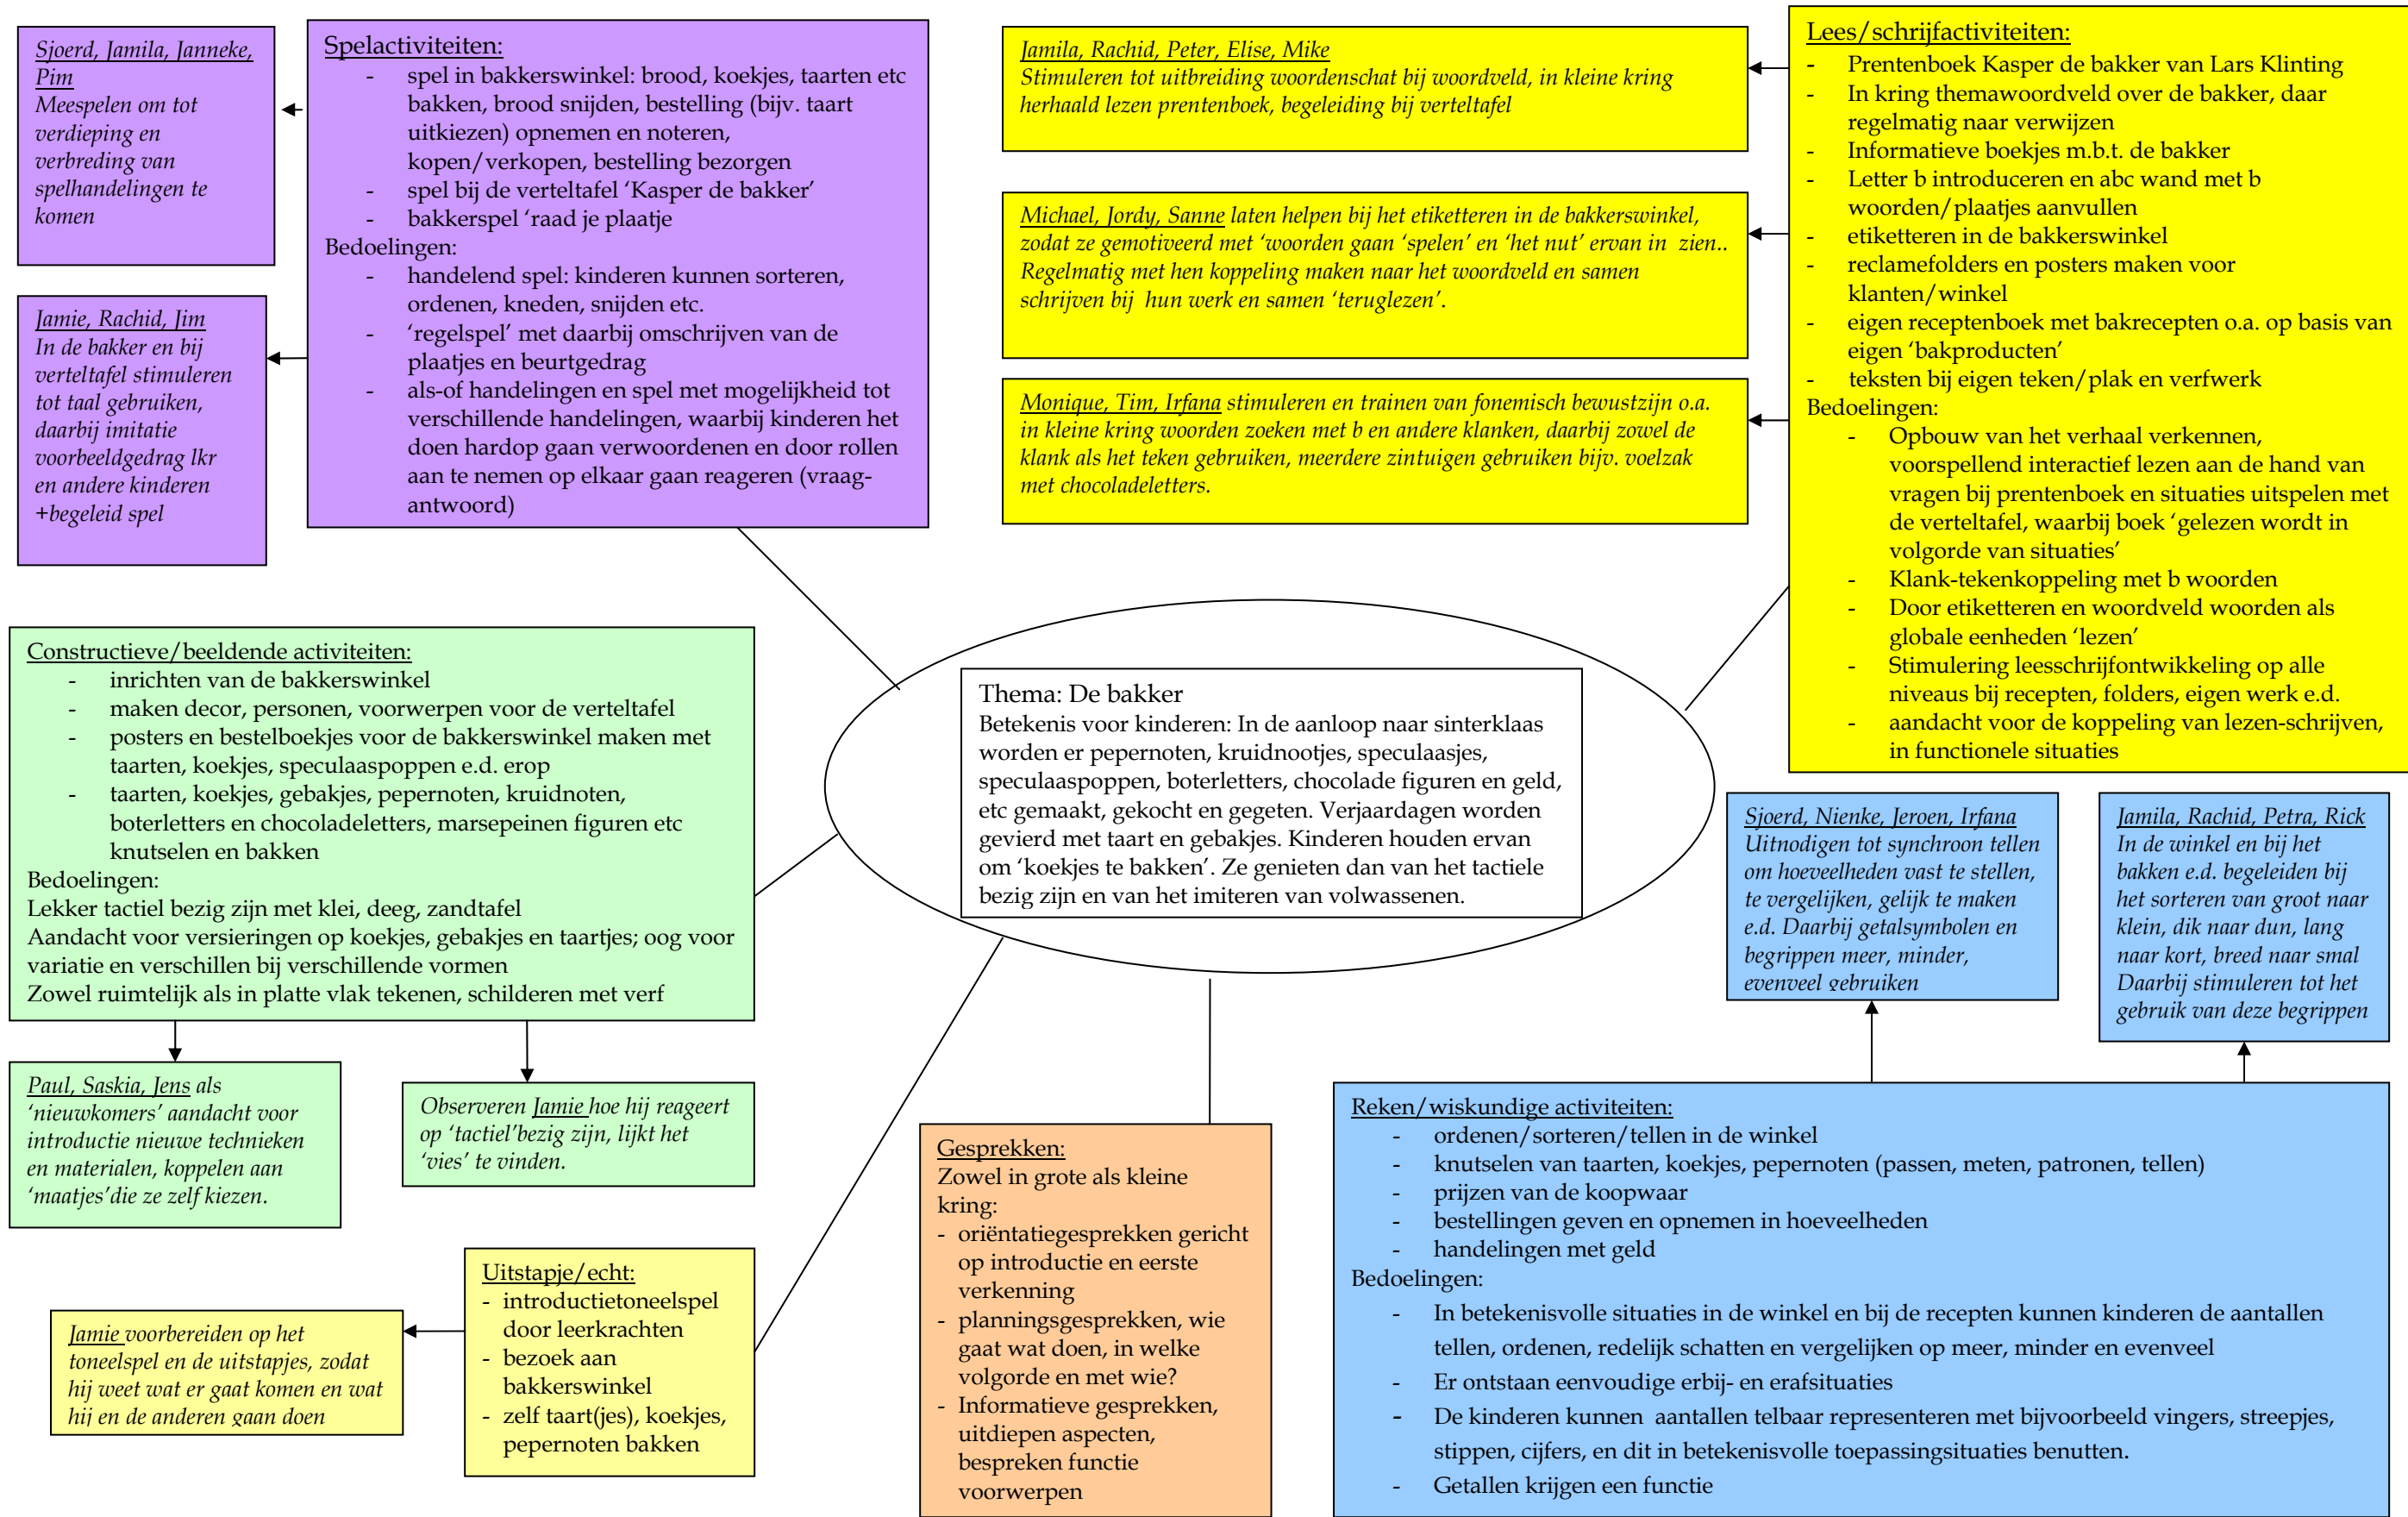 Sjoerd, Jamila, Janneke,
Pim
Meespelen om tot
verdieping en
verbreding van
spelhandelingen te
komen
Jamie, Rachid, Jim
In de bakker en bij
verteltafel stimuleren
tot taal gebruiken,
daarbij imitatie
voorbeeldgedrag lkr
en andere kinderen
+begeleid spel
Spelactiviteiten:
- spel in bakkerswinkel: brood, koekjes, taarten etc
bakken, brood snijden, bestelling (bijv. taart
uitkiezen) opnemen en noteren,
kopen/verkopen, bestelling bezorgen
- spel bij de verteltafel ‘Kasper de bakker’
- bakkerspel ‘raad je plaatje
Bedoelingen:
- handelend spel: kinderen kunnen sorteren,
ordenen, kneden, snijden etc.
- ‘regelspel’ met daarbij omschrijven van de
plaatjes en beurtgedrag
- als-of handelingen en spel met mogelijkheid tot
verschillende handelingen, waarbij kinderen het
doen hardop gaan verwoordenen en door rollen
aan te nemen op elkaar gaan reageren (vraag-
antwoord)
Jamila, Rachid, Peter, Elise, Mike
Stimuleren tot uitbreiding woordenschat bij woordveld, in kleine kring
herhaald lezen prentenboek, begeleiding bij verteltafel
Michael, Jordy, Sanne laten helpen bij het etiketteren in de bakkerswinkel,
zodat ze gemotiveerd met ‘woorden gaan ‘spelen’ en ‘het nut’ ervan in zien..
Regelmatig met hen koppeling maken naar het woordveld en samen
schrijven bij hun werk en samen ‘teruglezen’.
Monique, Tim, Irfana stimuleren en trainen van fonemisch bewustzijn o.a.
in kleine kring woorden zoeken met b en andere klanken, daarbij zowel de
klank als het teken gebruiken, meerdere zintuigen gebruiken bijv. voelzak
met chocoladeletters.
Lees/schrijfactiviteiten:
- Prentenboek Kasper de bakker van Lars Klinting
- In kring themawoordveld over de bakker, daar
regelmatig naar verwijzen
- Informatieve boekjes m.b.t. de bakker
- Letter b introduceren en abc wand met b
woorden/plaatjes aanvullen
- etiketteren in de bakkerswinkel
- reclamefolders en posters maken voor
klanten/winkel
- eigen receptenboek met bakrecepten o.a. op basis van
eigen ‘bakproducten’
- teksten bij eigen teken/plak en verfwerk
Bedoelingen:
- Opbouw van het verhaal verkennen,
voorspellend interactief lezen aan de hand van
vragen bij prentenboek en situaties uitspelen met
de verteltafel, waarbij boek ‘gelezen wordt in
volgorde van situaties’
- Klank-tekenkoppeling met b woorden
- Door etiketteren en woordveld woorden als
globale eenheden ‘lezen’
- Stimulering leesschrijfontwikkeling op alle
niveaus bij recepten, folders, eigen werk e.d.
- aandacht voor de koppeling van lezen-schrijven,
in functionele situaties
Constructieve/beeldende activiteiten:
- inrichten van de bakkerswinkel
- maken decor, personen, voorwerpen voor de verteltafel
- posters en bestelboekjes voor de bakkerswinkel maken met
taarten, koekjes, speculaaspoppen e.d. erop
- taarten, koekjes, gebakjes, pepernoten, kruidnoten,
boterletters en chocoladeletters, marsepeinen figuren etc
knutselen en bakken
Bedoelingen:
Lekker tactiel bezig zijn met klei, deeg, zandtafel
Aandacht voor versieringen op koekjes, gebakjes en taartjes; oog voor
variatie en verschillen bij verschillende vormen
Zowel ruimtelijk als in platte vlak tekenen, schilderen met verf
Thema: De bakker
Betekenis voor kinderen: In de aanloop naar sinterklaas
worden er pepernoten, kruidnootjes, speculaasjes,
speculaaspoppen, boterletters, chocolade figuren en geld,
etc gemaakt, gekocht en gegeten. Verjaardagen worden
gevierd met taart en gebakjes. Kinderen houden ervan
om ‘koekjes te bakken’. Ze genieten dan van het tactiele
bezig zijn en van het imiteren van volwassenen.
Sjoerd, Nienke, Jeroen, Irfana
Uitnodigen tot synchroon tellen
om hoeveelheden vast te stellen,
te vergelijken, gelijk te maken
e.d. Daarbij getalsymbolen en
begrippen meer, minder,
evenveel gebruiken
Jamila, Rachid, Petra, Rick
In de winkel en bij het
bakken e.d. begeleiden bij
het sorteren van groot naar
klein, dik naar dun, lang
naar kort, breed naar smal
Daarbij stimuleren tot het
gebruik van deze begrippen
Paul, Saskia, Jens als
‘nieuwkomers’ aandacht voor
introductie nieuwe technieken
en materialen, koppelen aan
‘maatjes’die ze zelf kiezen.
Observeren Jamie hoe hij reageert
op ‘tactiel’bezig zijn, lijkt het
‘vies’ te vinden.
Jamie voorbereiden op het
toneelspel en de uitstapjes, zodat
hij weet wat er gaat komen en wat
hij en de anderen gaan doen
Uitstapje/echt:
- introductietoneelspel
door leerkrachten
- bezoek aan
bakkerswinkel
- zelf taart(jes), koekjes,
pepernoten bakken
Gesprekken:
Zowel in grote als kleine
kring:
- oriëntatiegesprekken gericht
op introductie en eerste
verkenning
- planningsgesprekken, wie
gaat wat doen, in welke
volgorde en met wie?
- Informatieve gesprekken,
uitdiepen aspecten,
bespreken functie
voorwerpen
Reken/wiskundige activiteiten:
- ordenen/sorteren/tellen in de winkel
- knutselen van taarten, koekjes, pepernoten (passen, meten, patronen, tellen)
- prijzen van de koopwaar
- bestellingen geven en opnemen in hoeveelheden
- handelingen met geld
Bedoelingen:
- In betekenisvolle situaties in de winkel en bij de recepten kunnen kinderen de aantallen
tellen, ordenen, redelijk schatten en vergelijken op meer, minder en evenveel
- Er ontstaan eenvoudige erbij- en erafsituaties
- De kinderen kunnen aantallen telbaar representeren met bijvoorbeeld vingers, streepjes,
stippen, cijfers, en dit in betekenisvolle toepassingsituaties benutten.
- Getallen krijgen een functie